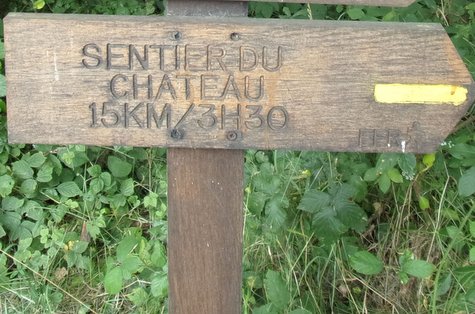 SENTIER DU
CHATEAU
15KM/3H30